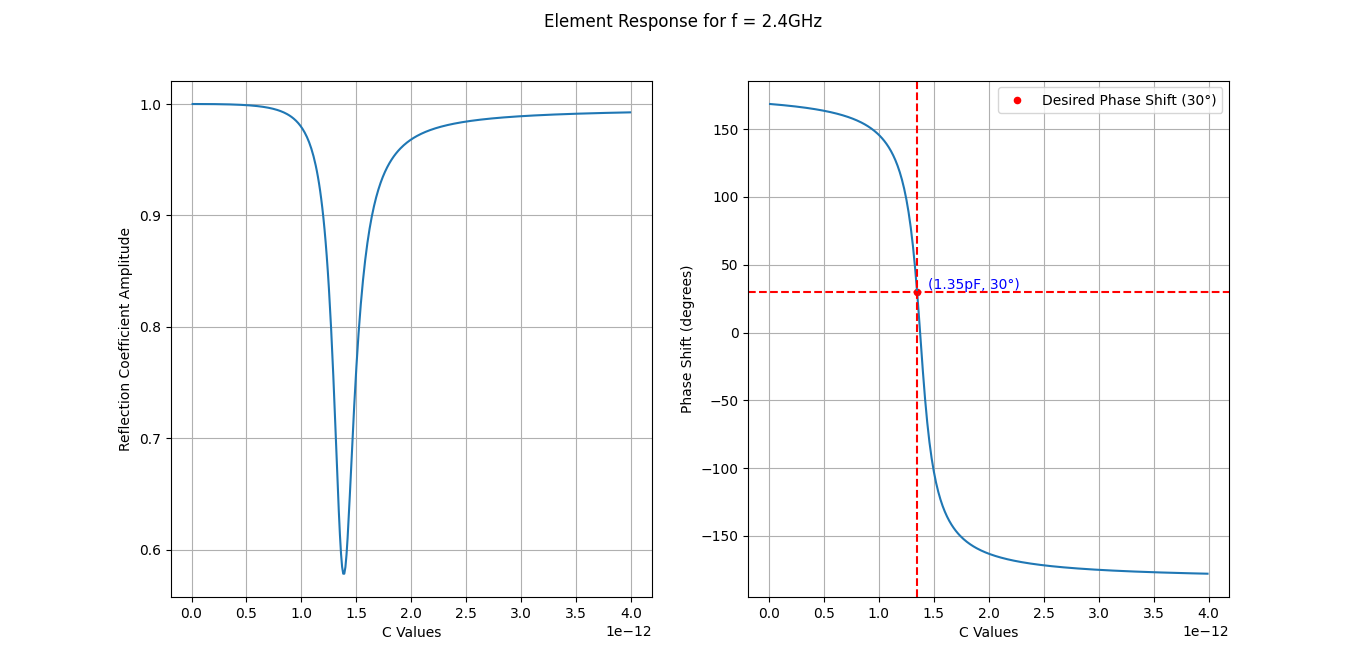 Element Response for f = 2.4GHz
Reflection Coefficient Amplitude
1.0
0.9
0.8
0.7
0.6
0.0 0.5 1.0 1.5 2.0 2.5 3.0 3.5 4.0
C Values
1e−12
Phase Shift (degrees)
150
100
50
0
−50
−100
−150
Desired Phase Shift (30°)
(1.35pF, 30°)
0.0 0.5 1.0 1.5 2.0 2.5 3.0 3.5 4.0
C Values
1e−12